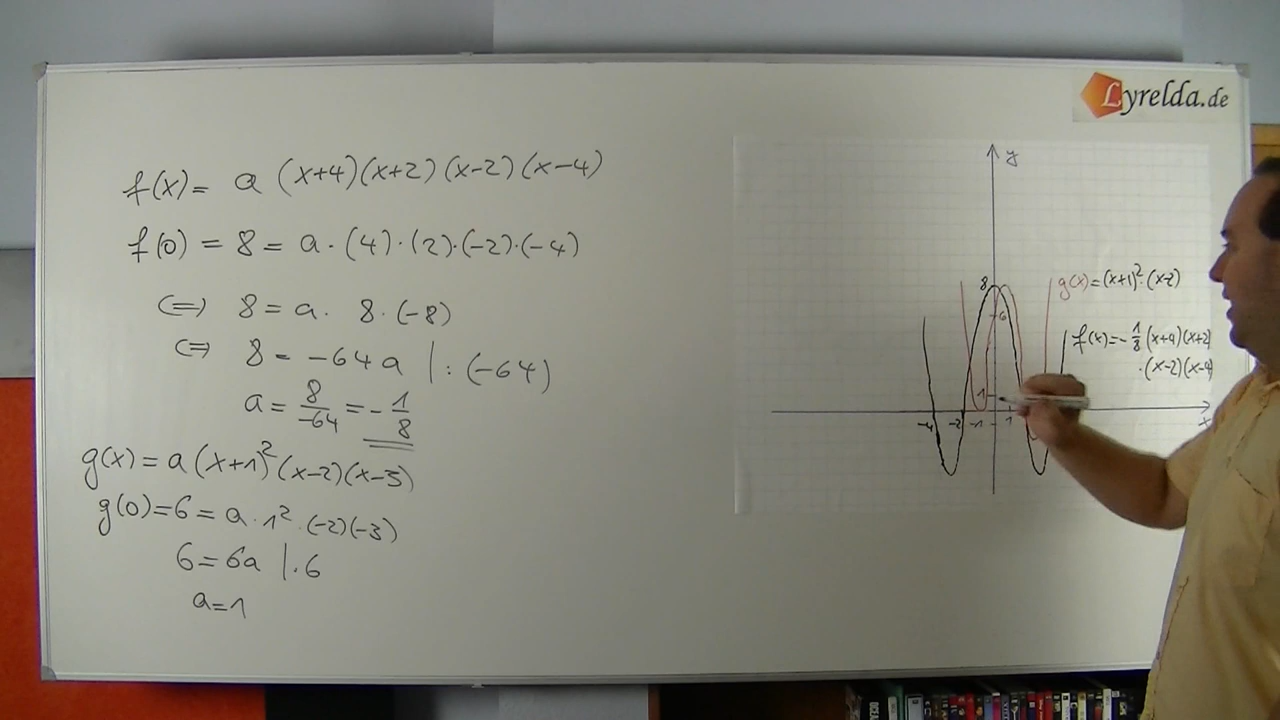 Lyrelda.de
f(x) = a (x+4)(x+2)(x-2)(x-4)
f(0) = 8 = a · (4) · (2) · (-2) · (-4)
⟺ 8 = a · 8 · (-8)
⟺ 8 = -64a | : (-64)
a = 8/-64 = -1/8
g(x) = a (x+1)² (x-2)(x-3)
g(0) = 6 = a · 1² · (-2)(-3)
6 = 6a | : 6
a = 1
y
8
g(x) = (x+1)² · (x-2)
6
f(x) = -1/8 (x+4)(x+2)
· (x-2)(x-4)
1
-4 -2 -1 1 x